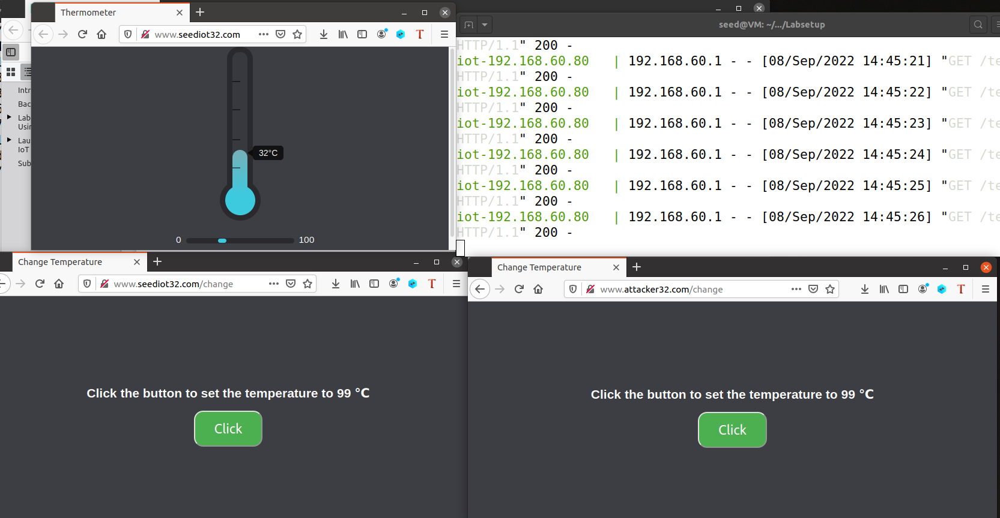 Thermometer
www.seediot32.com
Intr
Bac
Lab
Usin
Lau
IoT
Sub
32°C
0 100
seed@VM: ~/.../Labsetup
HTTP/1.1" 200 -
iot-192.168.60.80 | 192.168.60.1 - - [08/Sep/2022 14:45:21] "GET /te
HTTP/1.1" 200 -
iot-192.168.60.80 | 192.168.60.1 - - [08/Sep/2022 14:45:22] "GET /te
HTTP/1.1" 200 -
iot-192.168.60.80 | 192.168.60.1 - - [08/Sep/2022 14:45:23] "GET /te
HTTP/1.1" 200 -
iot-192.168.60.80 | 192.168.60.1 - - [08/Sep/2022 14:45:24] "GET /te
HTTP/1.1" 200 -
iot-192.168.60.80 | 192.168.60.1 - - [08/Sep/2022 14:45:25] "GET /te
HTTP/1.1" 200 -
iot-192.168.60.80 | 192.168.60.1 - - [08/Sep/2022 14:45:26] "GET /te
HTTP/1.1" 200 -
Change Temperature
www.seediot32.com/change
Click the button to set the temperature to 99 °C
Click
Change Temperature
www.attacker32.com/change
Click the button to set the temperature to 99 °C
Click